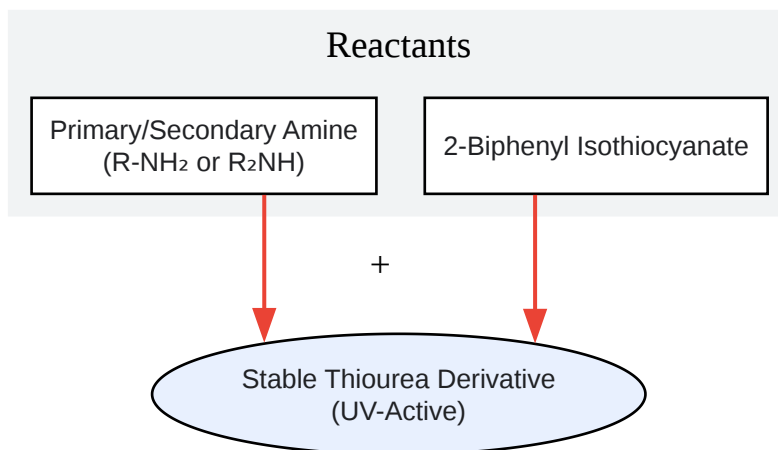 Reactants
Primary/Secondary Amine
(R-NH₂ or R₂NH)
2-Biphenyl Isothiocyanate
+
Stable Thiourea Derivative
(UV-Active)